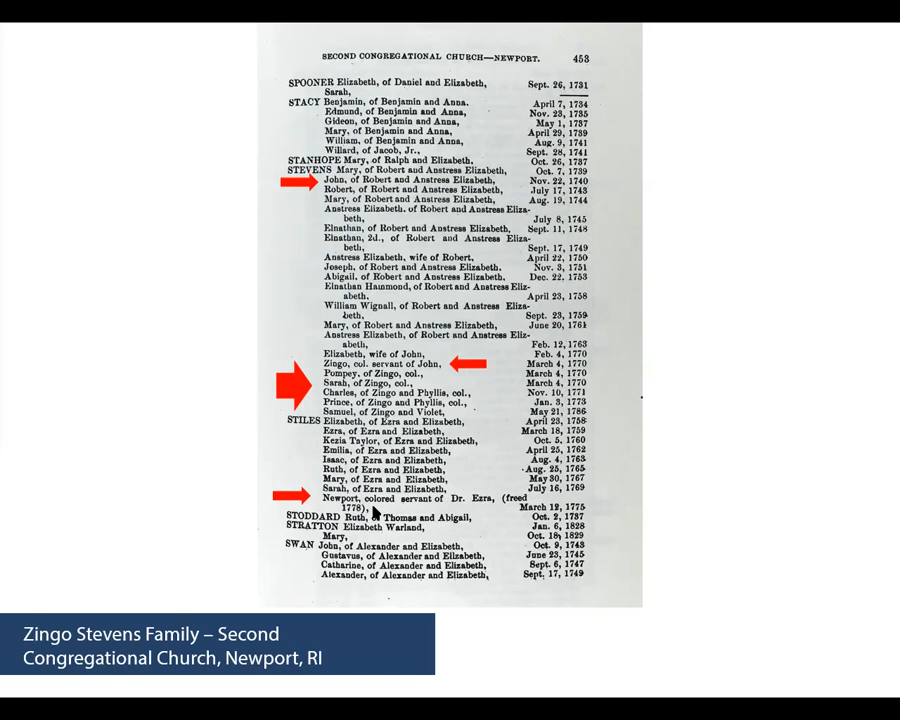 SECOND CONGREGATIONAL CHURCH—NEWPORT. 453
SPOONER Elizabeth, of Daniel and Elizabeth, Sept. 26, 1731
Sarah,
STACY Benjamin, of Benjamin and Anna. April 7, 1734
Edmund, of Benjamin and Anna, Nov. 23, 1735
Gideon, of Benjamin and Anna, May 1, 1737
Mary, of Benjamin and Anna, April 29, 1739
William, of Benjamin and Anna, Aug. 9, 1741
Willard, of Jacob, Jr., Sept. 28, 1741
STANHOPE Mary, of Ralph and Elizabeth, Oct. 26, 1737
STEVENS Mary, of Robert and Anstress Elizabeth, Oct. 7, 1739
John, of Robert and Anstress Elizabeth, Nov. 22, 1740
Robert, of Robert and Anstress Elizabeth, July 17, 1743
Mary, of Robert and Anstress Elizabeth, Aug. 19, 1744
Anstress Elizabeth, of Robert and Anstress Eliza-
beth, July 8, 1745
Elnathan, of Robert and Anstress Elizabeth, Sept. 11, 1748
Elnathan, 2d., of Robert and Anstress Eliza-
beth, Sept. 17, 1749
Anstress Elizabeth, wife of Robert, April 22, 1750
Joseph, of Robert and Anstress Elizabeth, Nov. 3, 1751
Abigail, of Robert and Anstress Elizabeth, Dec. 22, 1753
Elnathan Hammond, of Robert and Anstress Eliz-
abeth, April 23, 1758
William Wignall, of Robert and Anstress Eliza-
beth, Sept. 23, 1759
Mary, of Robert and Anstress Elizabeth, June 20, 1761
Anstress Elizabeth, of Robert and Anstress Eliz-
abeth, Feb. 12, 1763
Elizabeth, wife of John, Feb. 4, 1770
Zingo, col. servant of John, March 4, 1770
Pompey, of Zingo, col., March 4, 1770
Sarah, of Zingo, col., March 4, 1770
Charles, of Zingo and Phyllis, col., Nov. 10, 1771
Prince, of Zingo and Phyllis, col., Jan. 3, 1773
Samuel, of Zingo and Violet, May 21, 1786
STILES Elizabeth, of Ezra and Elizabeth, April 23, 1758
Ezra, of Ezra and Elizabeth, March 18, 1759
Kezia Taylor, of Ezra and Elizabeth, Oct. 5, 1760
Emilia, of Ezra and Elizabeth, April 25, 1762
Isaac, of Ezra and Elizabeth, Aug. 4, 1763
Ruth, of Ezra and Elizabeth, Aug. 25, 1765
Mary, of Ezra and Elizabeth, May 30, 1767
Sarah, of Ezra and Elizabeth, July 16, 1769
Newport, colored servant of Dr. Ezra, (freed
1778), March 12, 1775
STODDARD Ruth, of Thomas and Abigail, Oct. 2, 1737
STRATTON Elizabeth Warland, Jan. 6, 1828
Mary, Oct. 18, 1829
SWAN John, of Alexander and Elizabeth, Oct. 9, 1743
Gustavus, of Alexander and Elizabeth, June 23, 1745
Catharine, of Alexander and Elizabeth, Sept. 6, 1747
Alexander, of Alexander and Elizabeth, Sept. 17, 1749
Zingo Stevens Family – Second
Congregational Church, Newport, RI